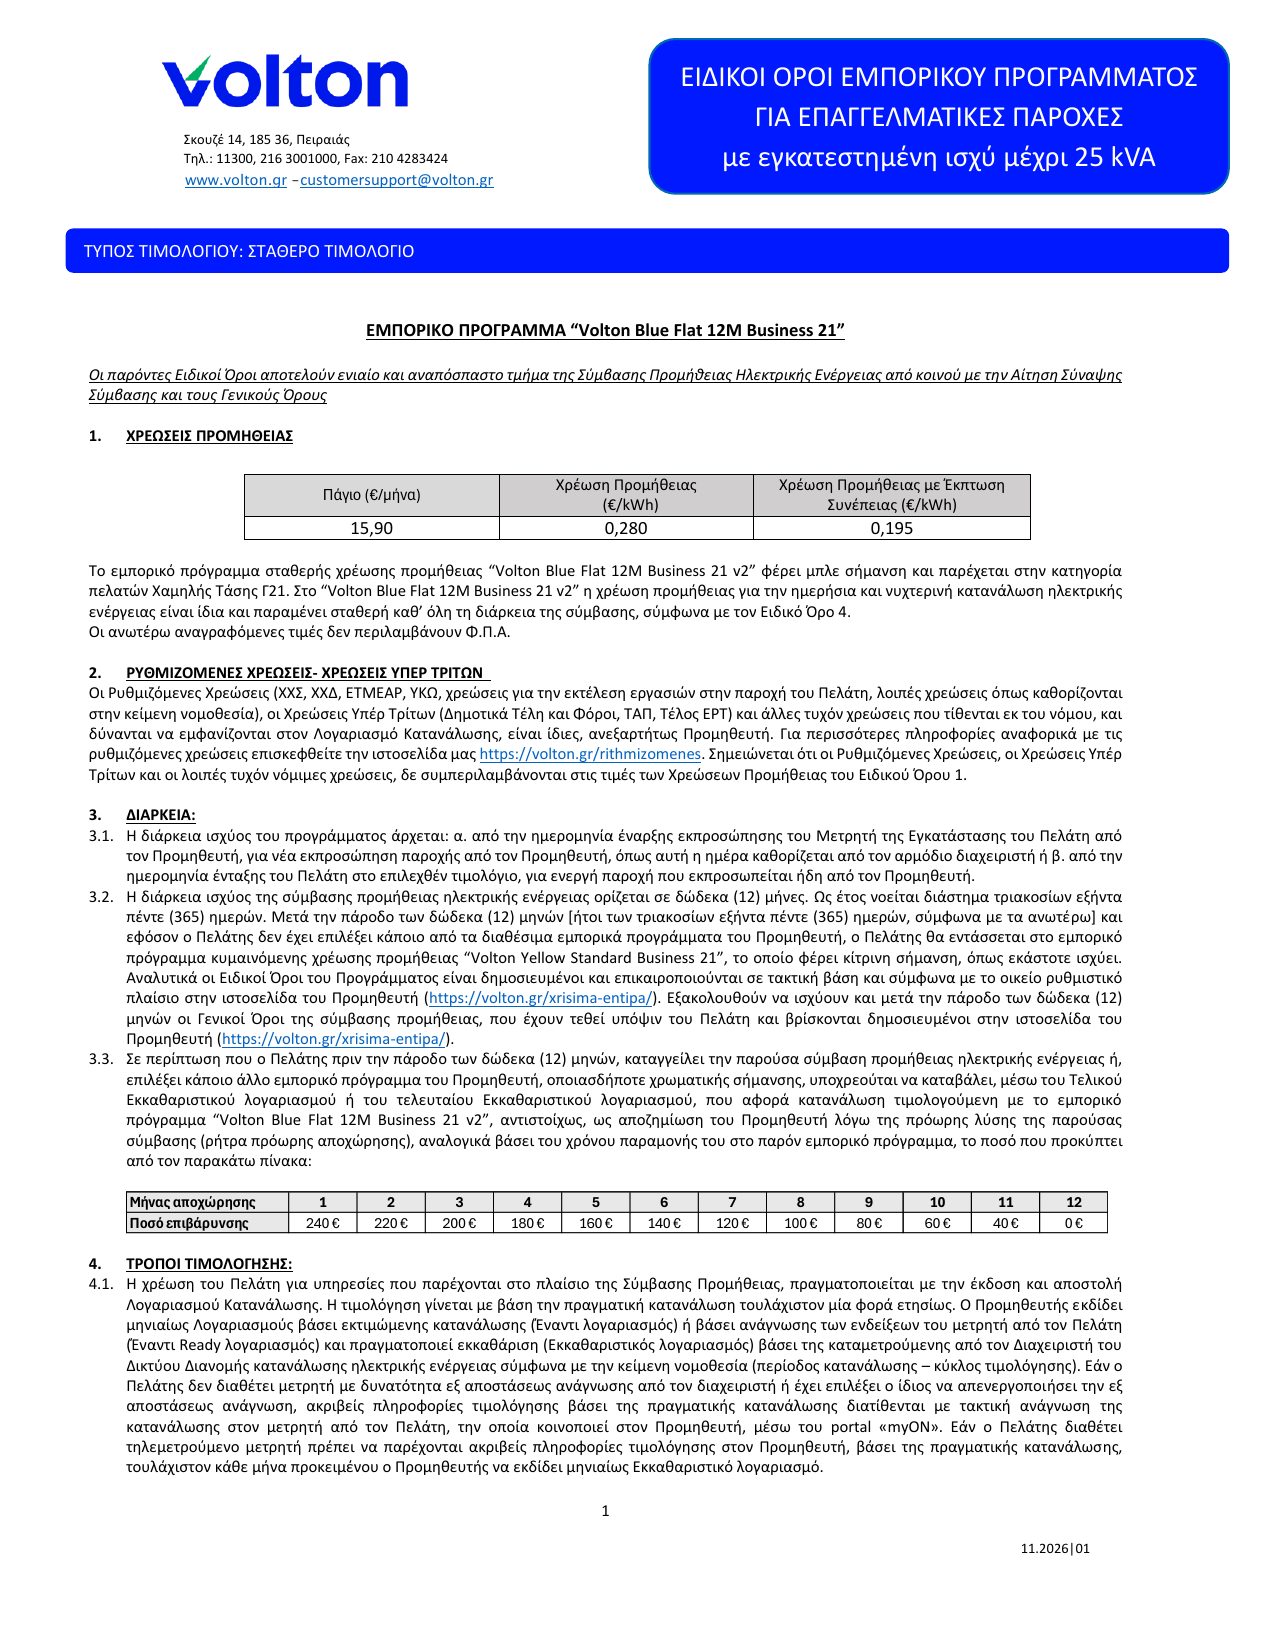 volton
Σκουζέ 14, 185 36, Πειραιάς
Τηλ.: 11300, 216 3001000, Fax: 210 4283424
www.volton.gr –customersupport@volton.gr
ΕΙΔΙΚΟΙ ΟΡΟΙ ΕΜΠΟΡΙΚΟΥ ΠΡΟΓΡΑΜΜΑΤΟΣ
ΓΙΑ ΕΠΑΓΓΕΛΜΑΤΙΚΕΣ ΠΑΡΟΧΕΣ
με εγκατεστημένη ισχύ μέχρι 25 kVA
ΤΥΠΟΣ ΤΙΜΟΛΟΓΙΟΥ: ΣΤΑΘΕΡΟ ΤΙΜΟΛΟΓΙΟ
ΕΜΠΟΡΙΚΟ ΠΡΟΓΡΑΜΜΑ “Volton Blue Flat 12M Business 21”
Οι παρόντες Ειδικοί Όροι αποτελούν ενιαίο και αναπόσπαστο τμήμα της Σύμβασης Προμήθειας Ηλεκτρικής Ενέργειας από κοινού με την Αίτηση Σύναψης
Σύμβασης και τους Γενικούς Όρους
1. ΧΡΕΩΣΕΙΣ ΠΡΟΜΗΘΕΙΑΣ
Πάγιο (€/μήνα) Χρέωση Προμήθειας Χρέωση Προμήθειας με Έκπτωση
(€/kWh) Συνέπειας (€/kWh)
15,90 0,280 0,195
Το εμπορικό πρόγραμμα σταθερής χρέωσης προμήθειας “Volton Blue Flat 12M Business 21 v2” φέρει μπλε σήμανση και παρέχεται στην κατηγορία
πελατών Χαμηλής Τάσης Γ21. Στο “Volton Blue Flat 12M Business 21 v2” η χρέωση προμήθειας για την ημερήσια και νυχτερινή κατανάλωση ηλεκτρικής
ενέργειας είναι ίδια και παραμένει σταθερή καθ’ όλη τη διάρκεια της σύμβασης, σύμφωνα με τον Ειδικό Όρο 4.
Οι ανωτέρω αναγραφόμενες τιμές δεν περιλαμβάνουν Φ.Π.Α.
2. ΡΥΘΜΙΖΟΜΕΝΕΣ ΧΡΕΩΣΕΙΣ- ΧΡΕΩΣΕΙΣ ΥΠΕΡ ΤΡΙΤΩΝ
Οι Ρυθμιζόμενες Χρεώσεις (ΧΧΣ, ΧΧΔ, ΕΤΜΕΑΡ, ΥΚΩ, χρεώσεις για την εκτέλεση εργασιών στην παροχή του Πελάτη, λοιπές χρεώσεις όπως καθορίζονται
στην κείμενη νομοθεσία), οι Χρεώσεις Υπέρ Τρίτων (Δημοτικά Τέλη και Φόροι, ΤΑΠ, Τέλος ΕΡΤ) και άλλες τυχόν χρεώσεις που τίθενται εκ του νόμου, και
δύνανται να εμφανίζονται στον Λογαριασμό Κατανάλωσης, είναι ίδιες, ανεξαρτήτως Προμηθευτή. Για περισσότερες πληροφορίες αναφορικά με τις
ρυθμιζόμενες χρεώσεις επισκεφθείτε την ιστοσελίδα μας https://volton.gr/rithmizomenes. Σημειώνεται ότι οι Ρυθμιζόμενες Χρεώσεις, οι Χρεώσεις Υπέρ
Τρίτων και οι λοιπές τυχόν νόμιμες χρεώσεις, δε συμπεριλαμβάνονται στις τιμές των Χρεώσεων Προμήθειας του Ειδικού Όρου 1.
3. ΔΙΑΡΚΕΙΑ:
3.1. Η διάρκεια ισχύος του προγράμματος άρχεται: α. από την ημερομηνία έναρξης εκπροσώπησης του Μετρητή της Εγκατάστασης του Πελάτη από
τον Προμηθευτή, για νέα εκπροσώπηση παροχής από τον Προμηθευτή, όπως αυτή η ημέρα καθορίζεται από τον αρμόδιο διαχειριστή ή β. από την
ημερομηνία ένταξης του Πελάτη στο επιλεχθέν τιμολόγιο, για ενεργή παροχή που εκπροσωπείται ήδη από τον Προμηθευτή.
3.2. Η διάρκεια ισχύος της σύμβασης προμήθειας ηλεκτρικής ενέργειας ορίζεται σε δώδεκα (12) μήνες. Ως έτος νοείται διάστημα τριακοσίων εξήντα
πέντε (365) ημερών. Μετά την πάροδο των δώδεκα (12) μηνών [ήτοι των τριακοσίων εξήντα πέντε (365) ημερών, σύμφωνα με τα ανωτέρω] και
εφόσον ο Πελάτης δεν έχει επιλέξει κάποιο από τα διαθέσιμα εμπορικά προγράμματα του Προμηθευτή, ο Πελάτης θα εντάσσεται στο εμπορικό
πρόγραμμα κυμαινόμενης χρέωσης προμήθειας “Volton Yellow Standard Business 21”, το οποίο φέρει κίτρινη σήμανση, όπως εκάστοτε ισχύει.
Αναλυτικά οι Ειδικοί Όροι του Προγράμματος είναι δημοσιευμένοι και επικαιροποιούνται σε τακτική βάση και σύμφωνα με το οικείο ρυθμιστικό
πλαίσιο στην ιστοσελίδα του Προμηθευτή (https://volton.gr/xrisima-entipa/). Εξακολουθούν να ισχύουν και μετά την πάροδο των δώδεκα (12)
μηνών οι Γενικοί Όροι της σύμβασης προμήθειας, που έχουν τεθεί υπόψιν του Πελάτη και βρίσκονται δημοσιευμένοι στην ιστοσελίδα του
Προμηθευτή (https://volton.gr/xrisima-entipa/).
3.3. Σε περίπτωση που ο Πελάτης πριν την πάροδο των δώδεκα (12) μηνών, καταγγείλει την παρούσα σύμβαση προμήθειας ηλεκτρικής ενέργειας ή,
επιλέξει κάποιο άλλο εμπορικό πρόγραμμα του Προμηθευτή, οποιασδήποτε χρωματικής σήμανσης, υποχρεούται να καταβάλει, μέσω του Τελικού
Εκκαθαριστικού λογαριασμού ή του τελευταίου Εκκαθαριστικού λογαριασμού, που αφορά κατανάλωση τιμολογούμενη με το εμπορικό
πρόγραμμα “Volton Blue Flat 12M Business 21 v2”, αντιστοίχως, ως αποζημίωση του Προμηθευτή λόγω της πρόωρης λύσης της παρούσας
σύμβασης (ρήτρα πρόωρης αποχώρησης), αναλογικά βάσει του χρόνου παραμονής του στο παρόν εμπορικό πρόγραμμα, το ποσό που προκύπτει
από τον παρακάτω πίνακα:
Μήνας αποχώρησης 1 2 3 4 5 6 7 8 9 10 11 12
Ποσό επιβάρυνσης 240 € 220 € 200 € 180 € 160 € 140 € 120 € 100 € 80 € 60 € 40 € 0 €
4. ΤΡΟΠΟΙ ΤΙΜΟΛΟΓΗΣΗΣ:
4.1. Η χρέωση του Πελάτη για υπηρεσίες που παρέχονται στο πλαίσιο της Σύμβασης Προμήθειας, πραγματοποιείται με την έκδοση και αποστολή
Λογαριασμού Κατανάλωσης. Η τιμολόγηση γίνεται με βάση την πραγματική κατανάλωση τουλάχιστον μία φορά ετησίως. Ο Προμηθευτής εκδίδει
μηνιαίως Λογαριασμούς βάσει εκτιμώμενης κατανάλωσης (Έναντι λογαριασμός) ή βάσει ανάγνωσης των ενδείξεων του μετρητή από τον Πελάτη
(Έναντι Ready λογαριασμός) και πραγματοποιεί εκκαθάριση (Εκκαθαριστικός λογαριασμός) βάσει της καταμετρούμενης από τον Διαχειριστή του
Δικτύου Διανομής κατανάλωσης ηλεκτρικής ενέργειας σύμφωνα με την κείμενη νομοθεσία (περίοδος κατανάλωσης – κύκλος τιμολόγησης). Εάν ο
Πελάτης δεν διαθέτει μετρητή με δυνατότητα εξ αποστάσεως ανάγνωσης από τον διαχειριστή ή έχει επιλέξει ο ίδιος να απενεργοποιήσει την εξ
αποστάσεως ανάγνωση, ακριβείς πληροφορίες τιμολόγησης βάσει της πραγματικής κατανάλωσης διατίθενται με τακτική ανάγνωση της
κατανάλωσης στον μετρητή από τον Πελάτη, την οποία κοινοποιεί στον Προμηθευτή, μέσω του portal «myON». Εάν ο Πελάτης διαθέτει
τηλεμετρούμενο μετρητή πρέπει να παρέχονται ακριβείς πληροφορίες τιμολόγησης στον Προμηθευτή, βάσει της πραγματικής κατανάλωσης,
τουλάχιστον κάθε μήνα προκειμένου ο Προμηθευτής να εκδίδει μηνιαίως Εκκαθαριστικό λογαριασμό.
1
11.2026|01